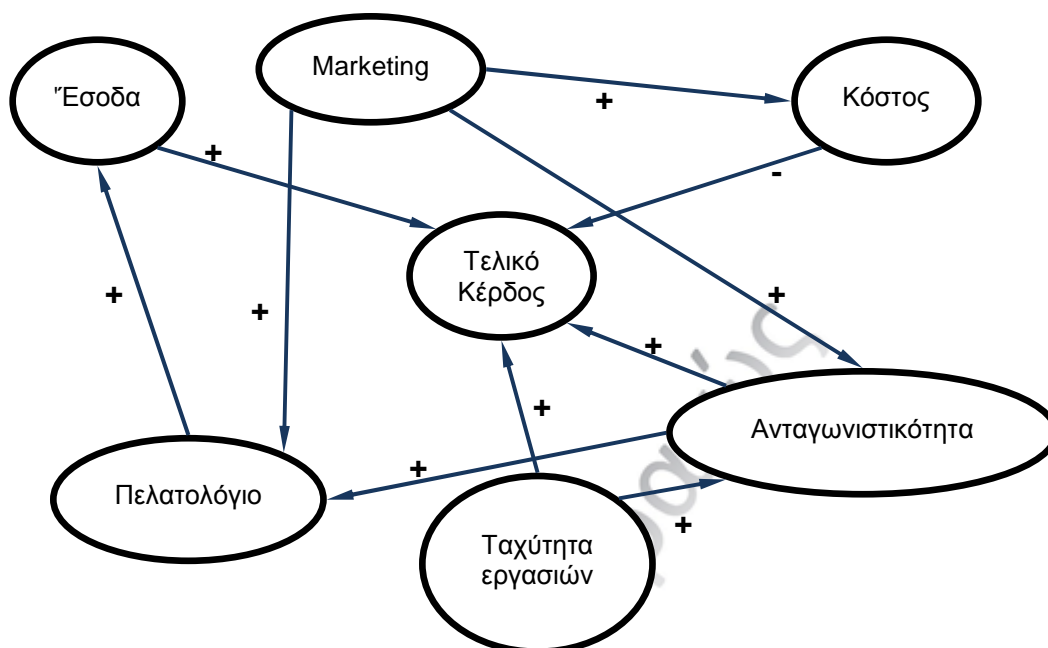 Marketing
Έσοδα
Κόστος
+
+
-
Τελικό
Κέρδος
+
+
+
+
+
Ανταγωνιστικότητα
+
Πελατολόγιο
+
Ταχύτητα
εργασιών